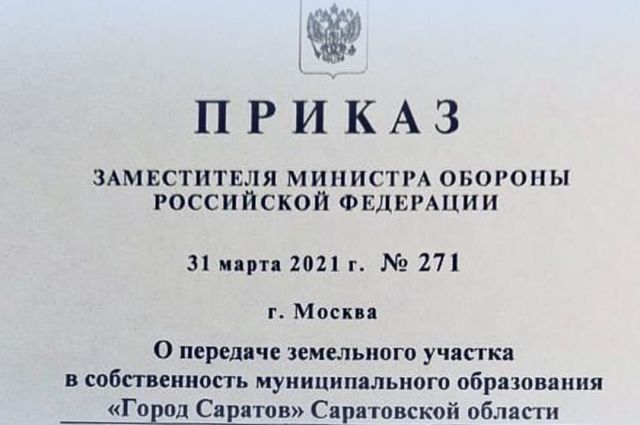 ПРИКАЗ
ЗАМЕСТИТЕЛЯ МИНИСТРА ОБОРОНЫ
РОССИЙСКОЙ ФЕДЕРАЦИИ
31 марта 2021 г. № 271
г. Москва
О передаче земельного участка
в собственность муниципального образования
«Город Саратов» Саратовской области